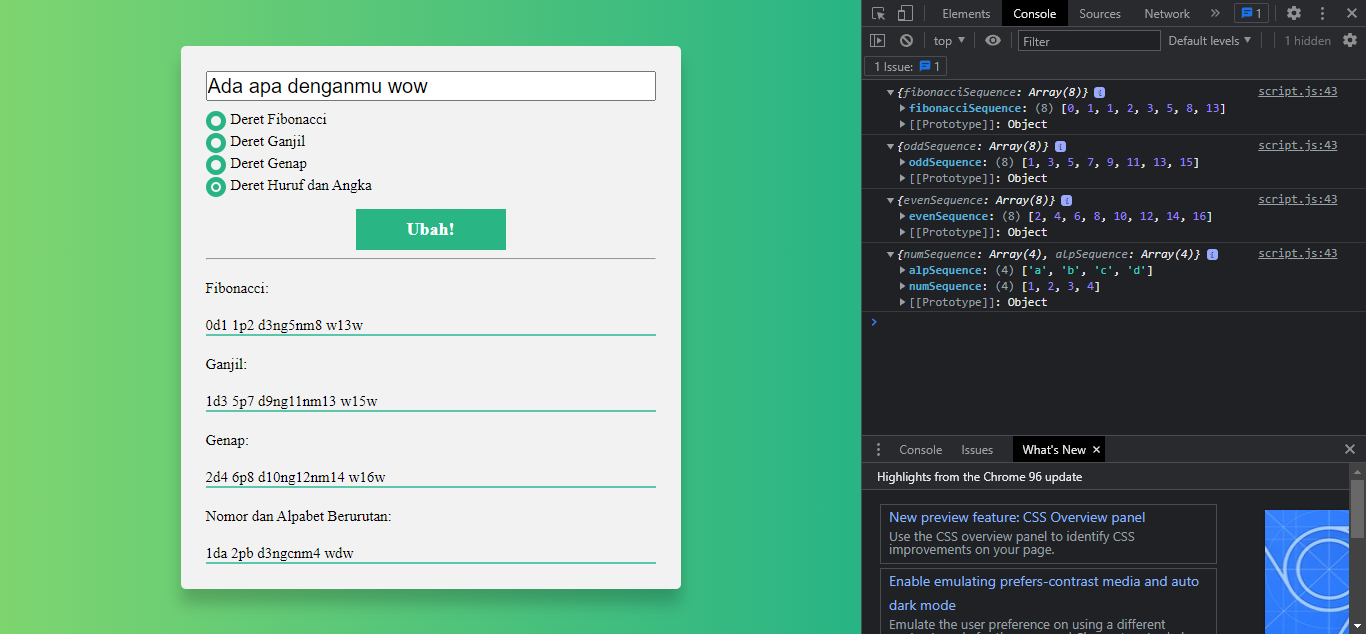 Ada apa denganmu wow
Deret Fibonacci
Deret Ganjil
Deret Genap
Deret Huruf dan Angka
Ubah!
Fibonacci:
0d1 1p2 d3ng5nm8 w13w
Ganjil:
1d3 5p7 d9ng11nm13 w15w
Genap:
2d4 6p8 d10ng12nm14 w16w
Nomor dan Alpabet Berurutan:
1da 2pb d3ngcnm4 wdw
Elements Console Sources Network » 1
top Filter Default levels 1 hidden
1 Issue: 1
{fibonacciSequence: Array(8)} i script.js:43
fibonacciSequence: (8) [0, 1, 1, 2, 3, 5, 8, 13]
[[Prototype]]: Object
{oddSequence: Array(8)} i script.js:43
oddSequence: (8) [1, 3, 5, 7, 9, 11, 13, 15]
[[Prototype]]: Object
{evenSequence: Array(8)} i script.js:43
evenSequence: (8) [2, 4, 6, 8, 10, 12, 14, 16]
[[Prototype]]: Object
{numSequence: Array(4), alpSequence: Array(4)} i script.js:43
alpSequence: (4) ['a', 'b', 'c', 'd']
numSequence: (4) [1, 2, 3, 4]
[[Prototype]]: Object
Console Issues What's New ×
Highlights from the Chrome 96 update
New preview feature: CSS Overview panel
Use the CSS overview panel to identify CSS
improvements on your page.
Enable emulating prefers-contrast media and auto
dark mode
Emulate the user preference on using a different